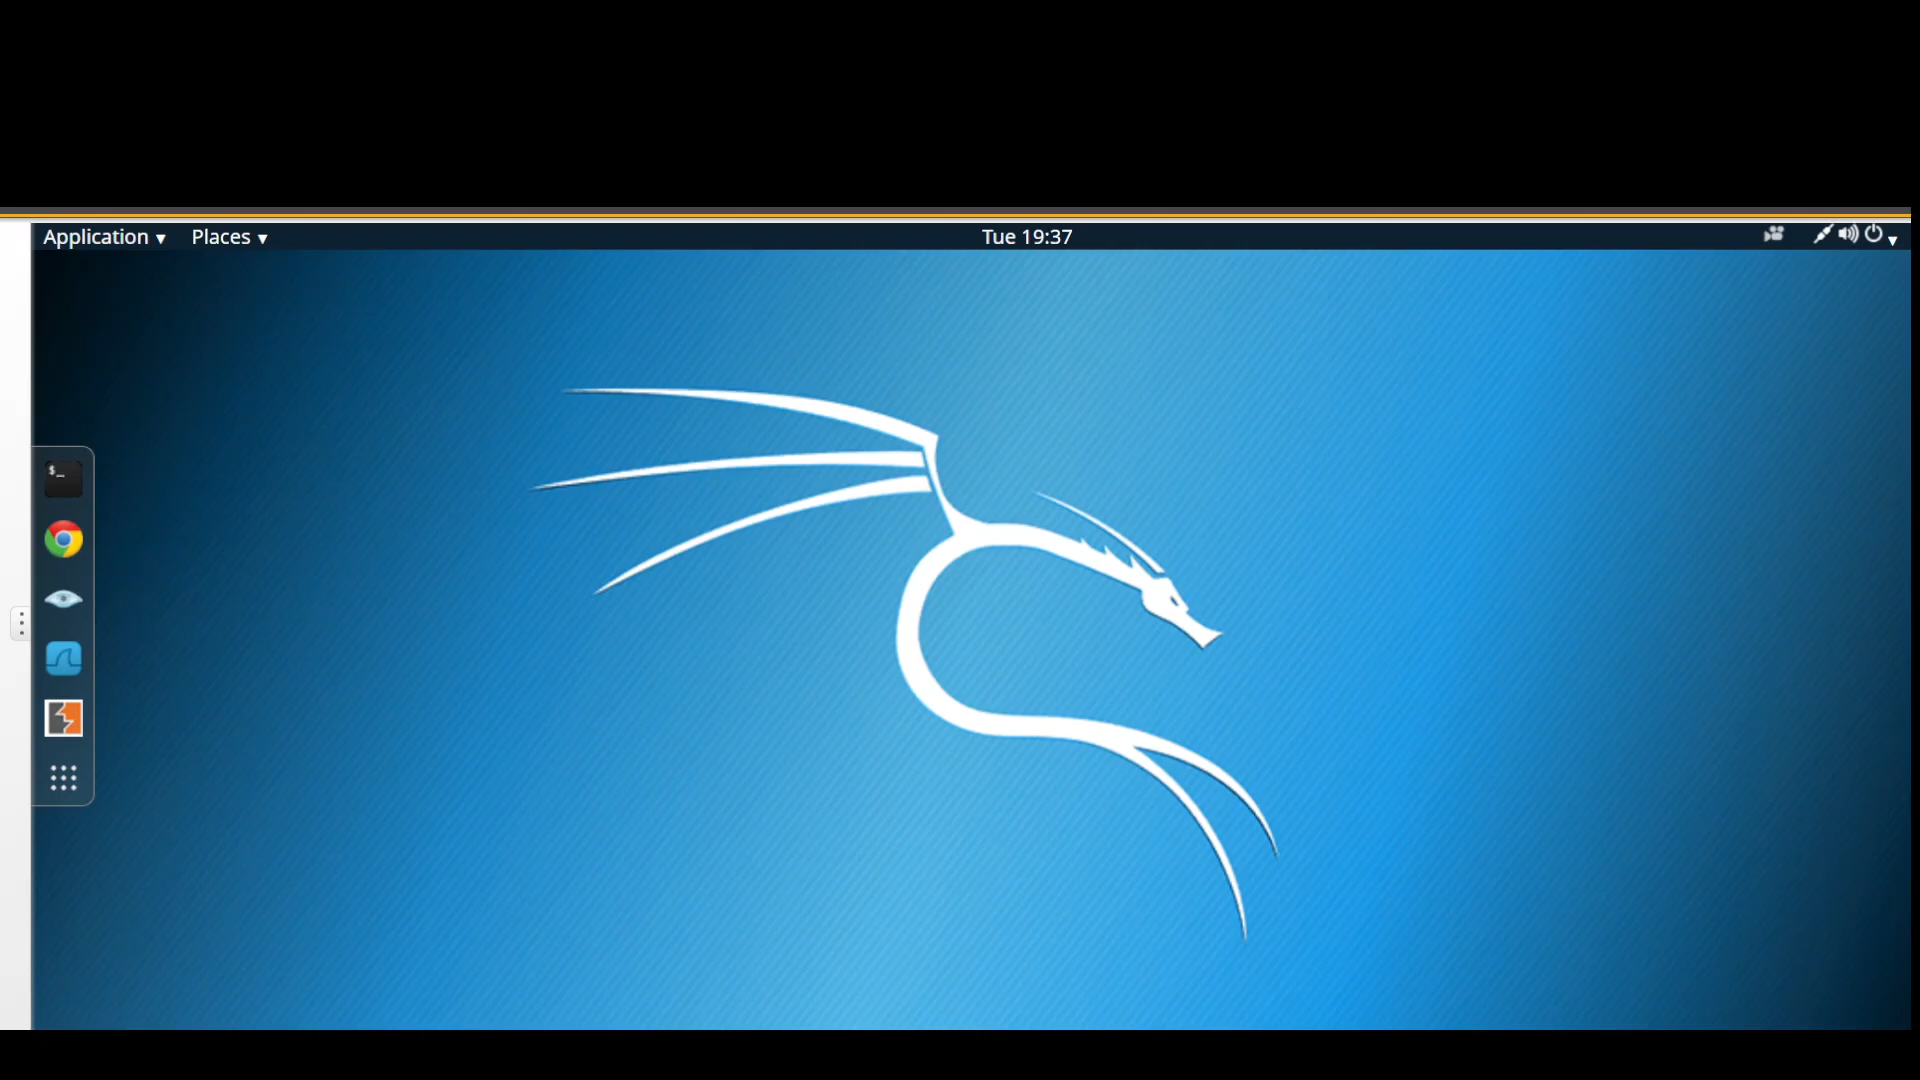 Application ▾ Places ▾ Tue 19:37
$_